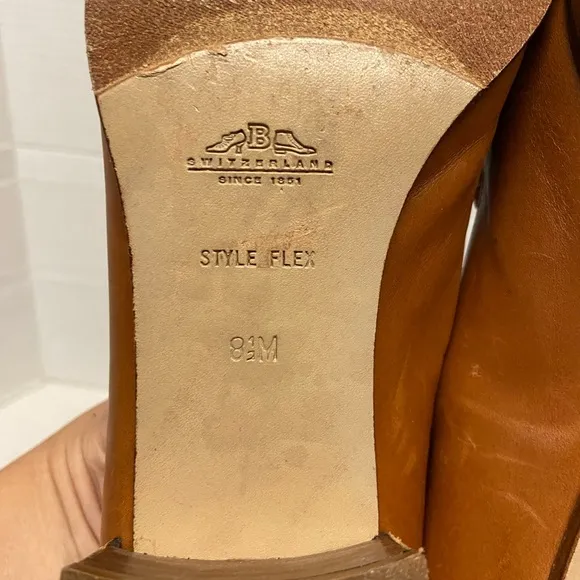 B
SWITZERLAND
SINCE 1851
STYLE FLEX
8½M